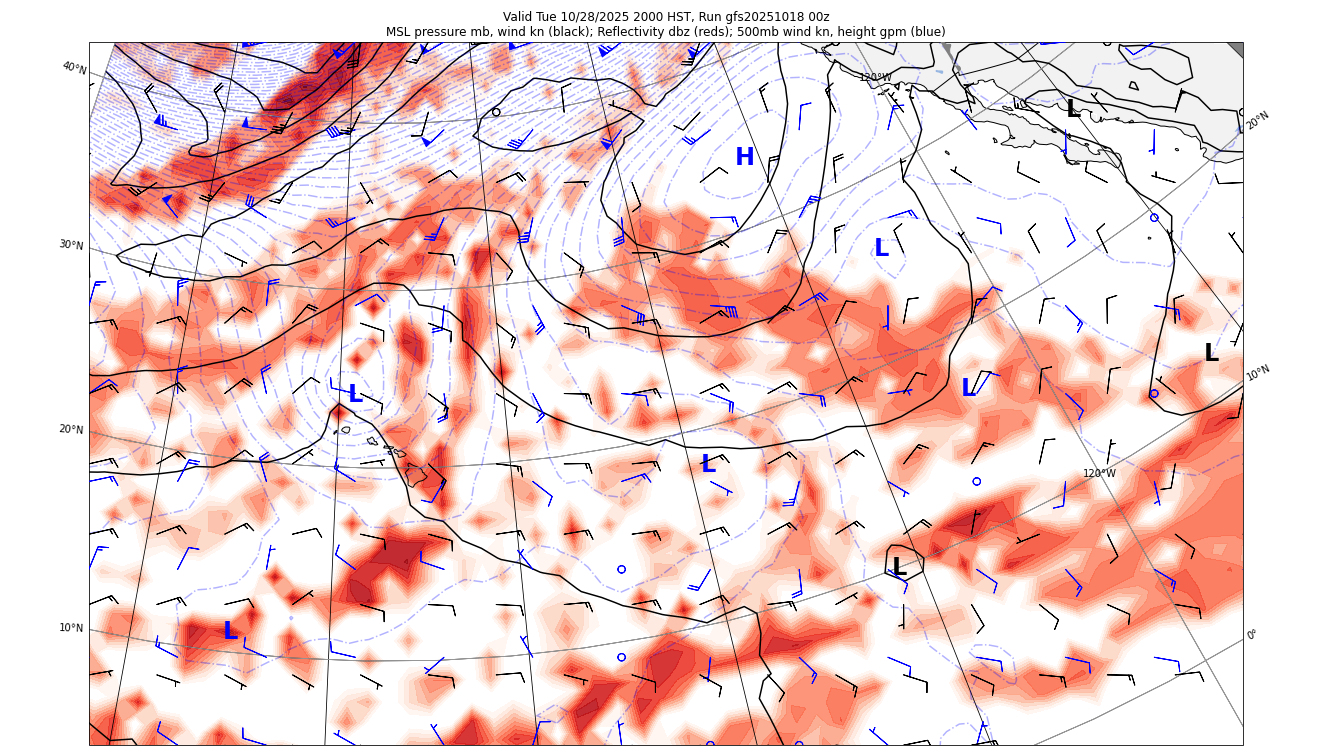 Valid Tue 10/28/2025 2000 HST, Run gfs20251018 00z
MSL pressure mb, wind kn (black); Reflectivity dbz (reds); 500mb wind kn, height gpm (blue)
40°N
120°W
L
20°N
H
30°N
L
L
10°N
L
L
20°N
L
120°W
L
10°N
L
0°